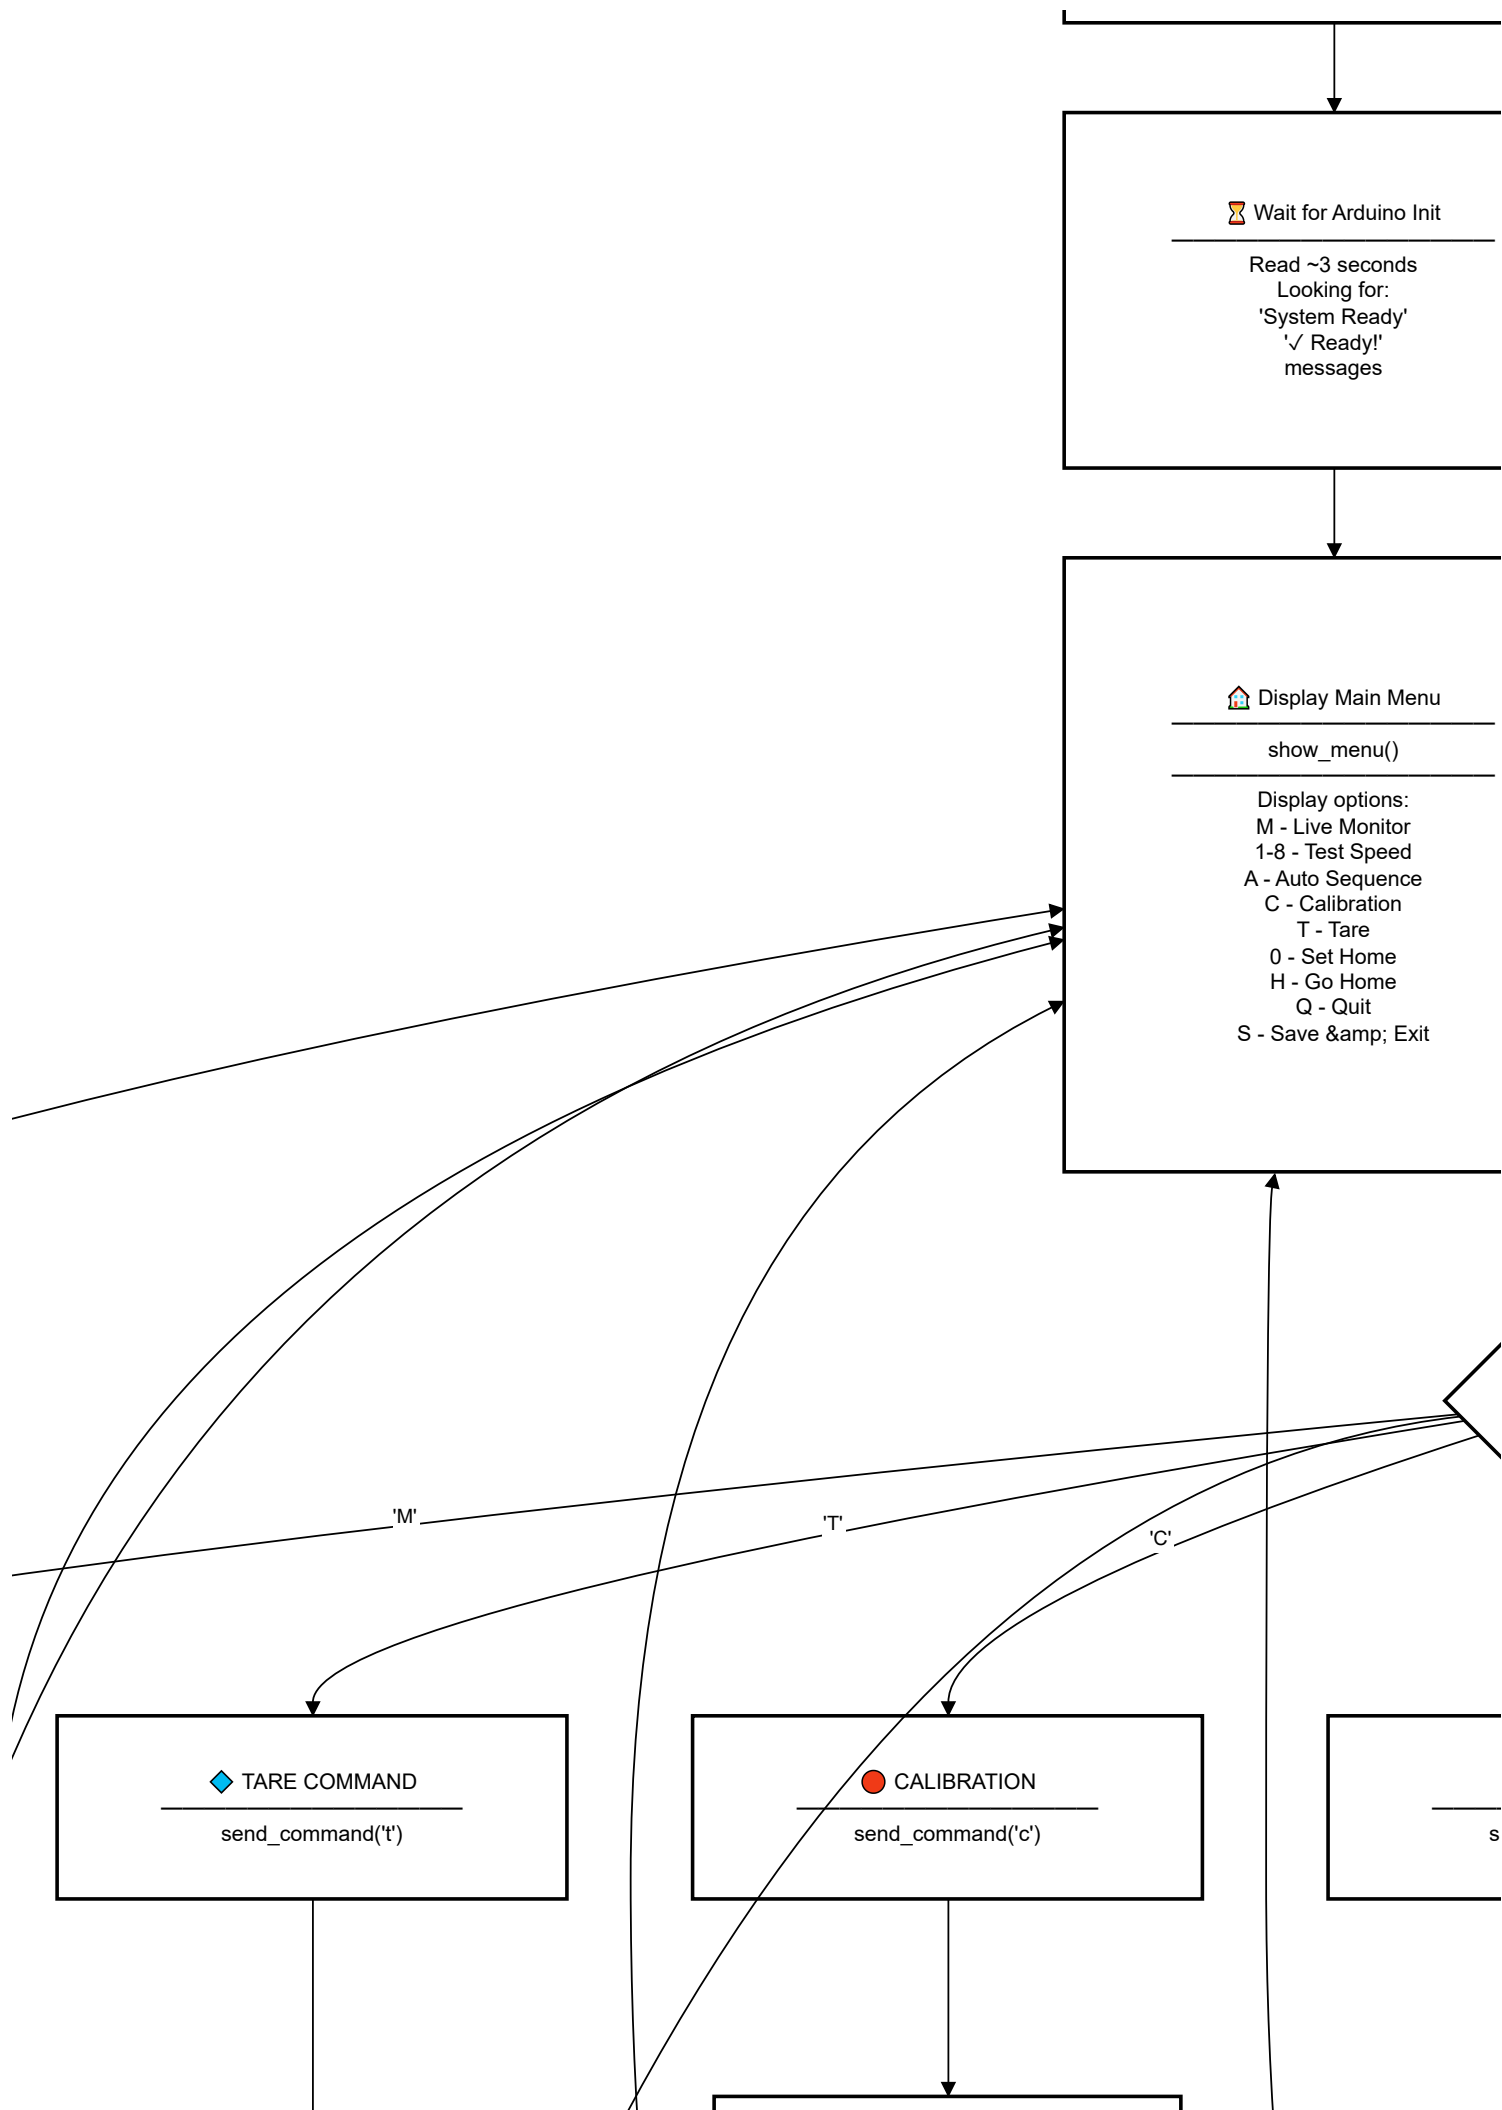 ⏳ Wait for Arduino Init
Read ~3 seconds
Looking for:
'System Ready'
'✓ Ready!'
messages
🏠 Display Main Menu
show_menu()
Display options:
M - Live Monitor
1-8 - Test Speed
A - Auto Sequence
C - Calibration
T - Tare
0 - Set Home
H - Go Home
Q - Quit
S - Save &amp; Exit
'M'
'T'
'C'
🔷 TARE COMMAND
send_command('t')
🔴 CALIBRATION
send_command('c')
s